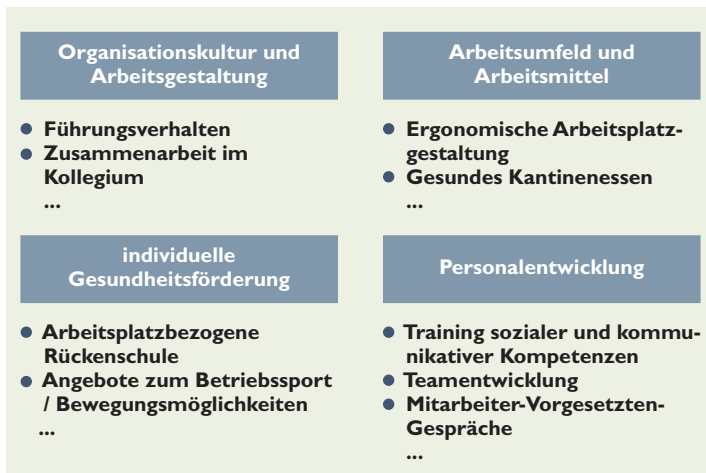 Organisationskultur und
Arbeitsgestaltung
● Führungsverhalten
● Zusammenarbeit im
Kollegium
...
Arbeitsumfeld und
Arbeitsmittel
● Ergonomische Arbeitsplatz-
gestaltung
● Gesundes Kantinenessen
...
individuelle
Gesundheitsförderung
● Arbeitsplatzbezogene
Rückenschule
● Angebote zum Betriebssport
/ Bewegungsmöglichkeiten
...
Personalentwicklung
● Training sozialer und kommu-
nikativer Kompetenzen
● Teamentwicklung
● Mitarbeiter-Vorgesetzten-
Gespräche
...